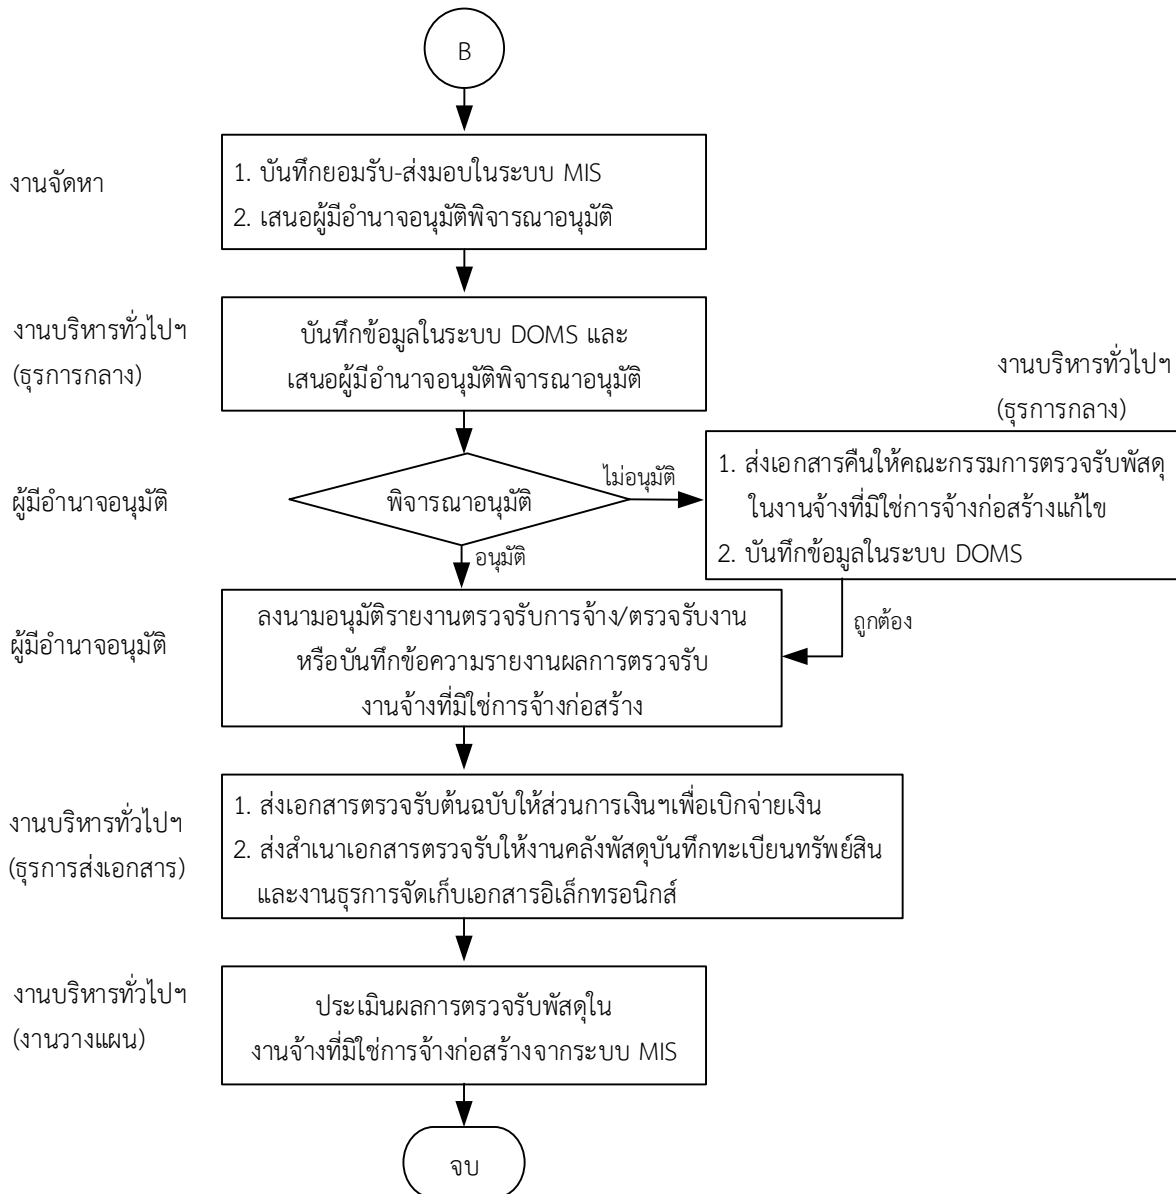 B
งานจัดหา
1. บันทึกยอมรับ-ส่งมอบในระบบ MIS
2. เสนอผู้มีอำนาจอนุมัติพิจารณาอนุมัติ
งานบริหารทั่วไปฯ
(ธุรการกลาง)
บันทึกข้อมูลในระบบ DOMS และ
เสนอผู้มีอำนาจอนุมัติพิจารณาอนุมัติ
งานบริหารทั่วไปฯ
(ธุรการกลาง)
ผู้มีอำนาจอนุมัติ
พิจารณาอนุมัติ
ไม่อนุมัติ
1. ส่งเอกสารคืนให้คณะกรรมการตรวจรับพัสดุ
ในงานจ้างที่มิใช่การจ้างก่อสร้างแก้ไข
2. บันทึกข้อมูลในระบบ DOMS
อนุมัติ
ถูกต้อง
ผู้มีอำนาจอนุมัติ
ลงนามอนุมัติรายงานตรวจรับการจ้าง/ตรวจรับงาน
หรือบันทึกข้อความรายงานผลการตรวจรับ
งานจ้างที่มิใช่การจ้างก่อสร้าง
งานบริหารทั่วไปฯ
(ธุรการส่งเอกสาร)
1. ส่งเอกสารตรวจรับต้นฉบับให้ส่วนการเงินฯเพื่อเบิกจ่ายเงิน
2. ส่งสำเนาเอกสารตรวจรับให้งานคลังพัสดุบันทึกทะเบียนทรัพย์สิน
และงานธุรการจัดเก็บเอกสารอิเล็กทรอนิกส์
งานบริหารทั่วไปฯ
(งานวางแผน)
ประเมินผลการตรวจรับพัสดุใน
งานจ้างที่มิใช่การจ้างก่อสร้างจากระบบ MIS
จบ